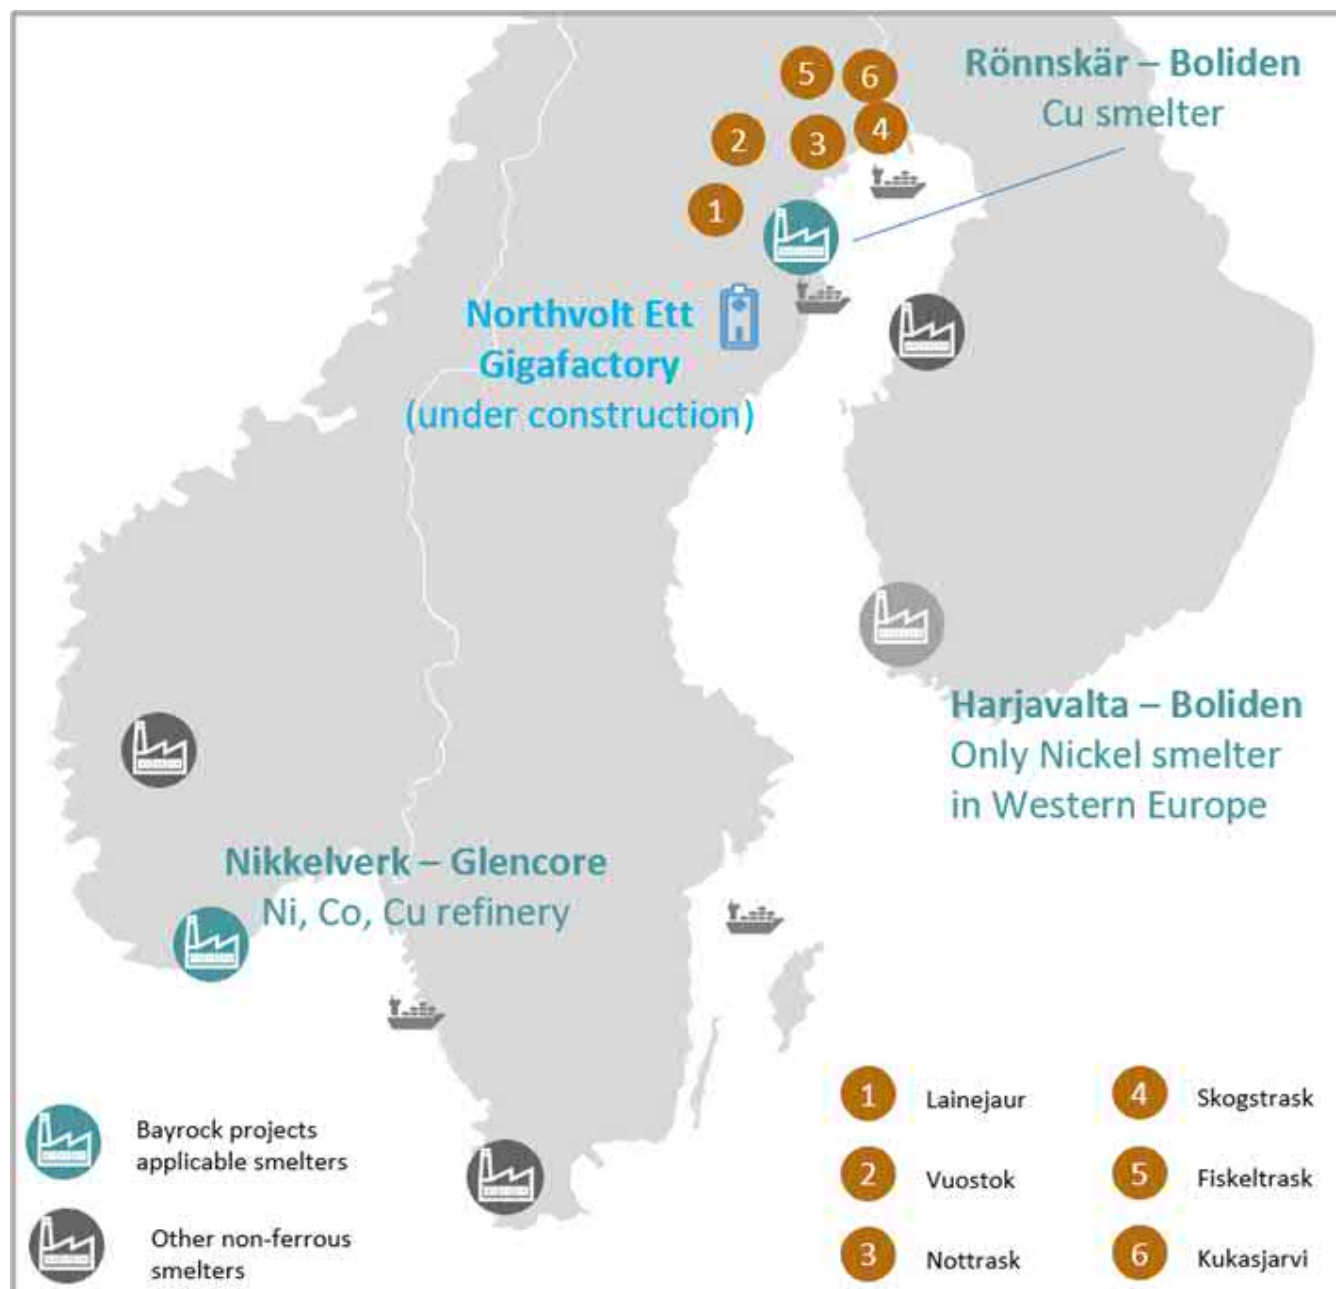 5
6
Rönnskär – Boliden
Cu smelter
2
3
4
1
Northvolt Ett
Gigafactory
(under construction)
Harjavalta – Boliden
Only Nickel smelter
in Western Europe
Nikkelverk – Glencore
Ni, Co, Cu refinery
Bayrock projects
applicable smelters
Other non-ferrous
smelters
1 Lainejaur
2 Vuostok
3 Nottrask
4 Skogstrask
5 Fiskeltrask
6 Kukasjarvi